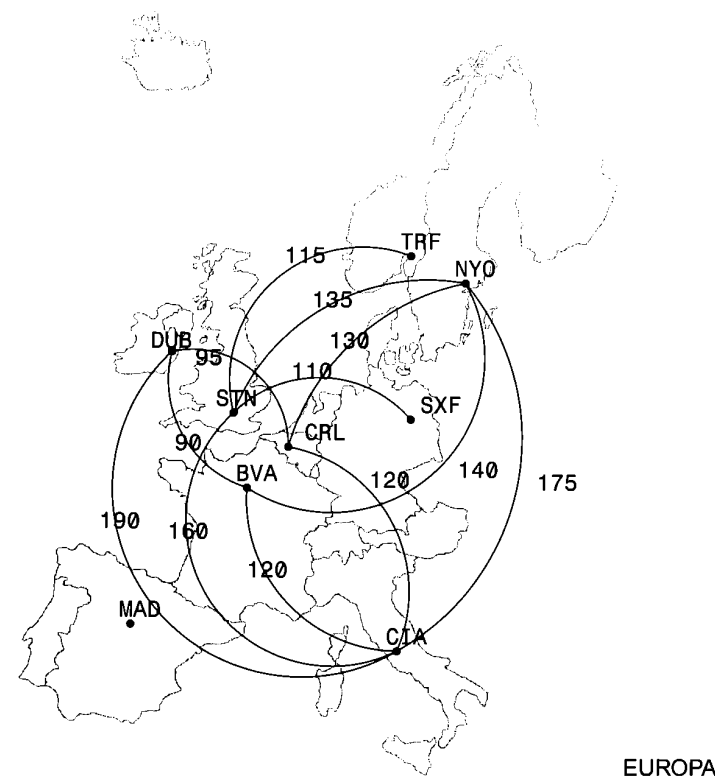 TRF
115
NYO
135
DUB
130
95
110
STN
SXF
CRL
90
BVA
120
140
175
190
160
120
MAD
CIA
EUROPA